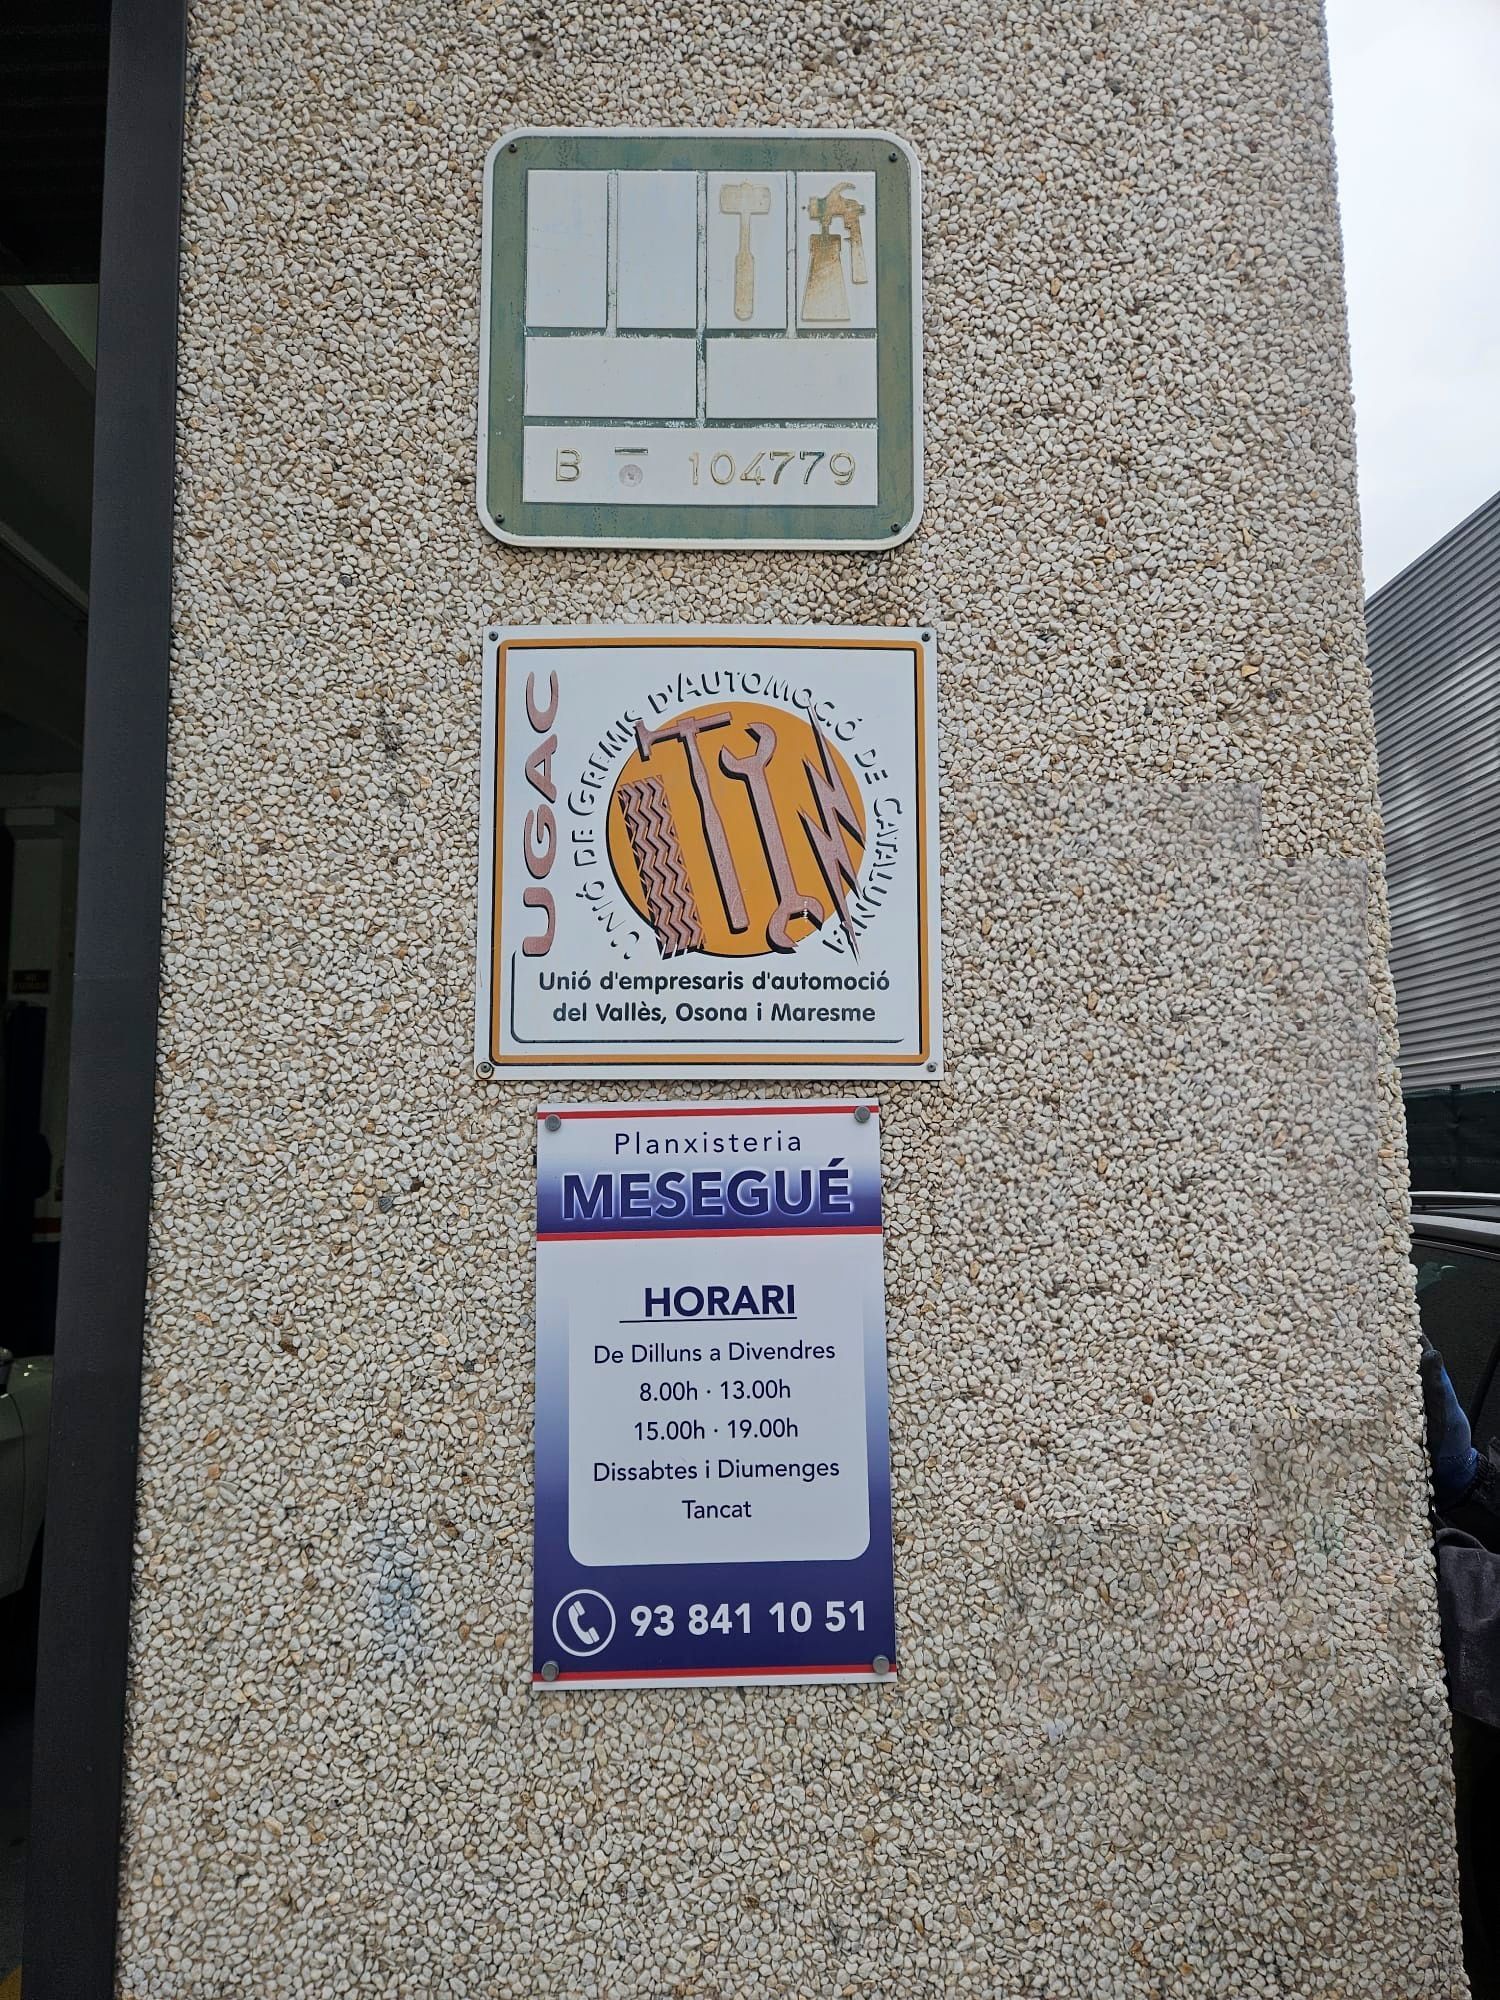 B - 104779
UGAC
UNIÓ DE GREMIS D'AUTOMOCIÓ DE CATALUNYA
Unió d'empresaris d'automoció
del Vallès, Osona i Maresme
Planxisteria
MESEGUÉ
HORARI
De Dilluns a Divendres
8.00h · 13.00h
15.00h · 19.00h
Dissabtes i Diumenges
Tancat
93 841 10 51